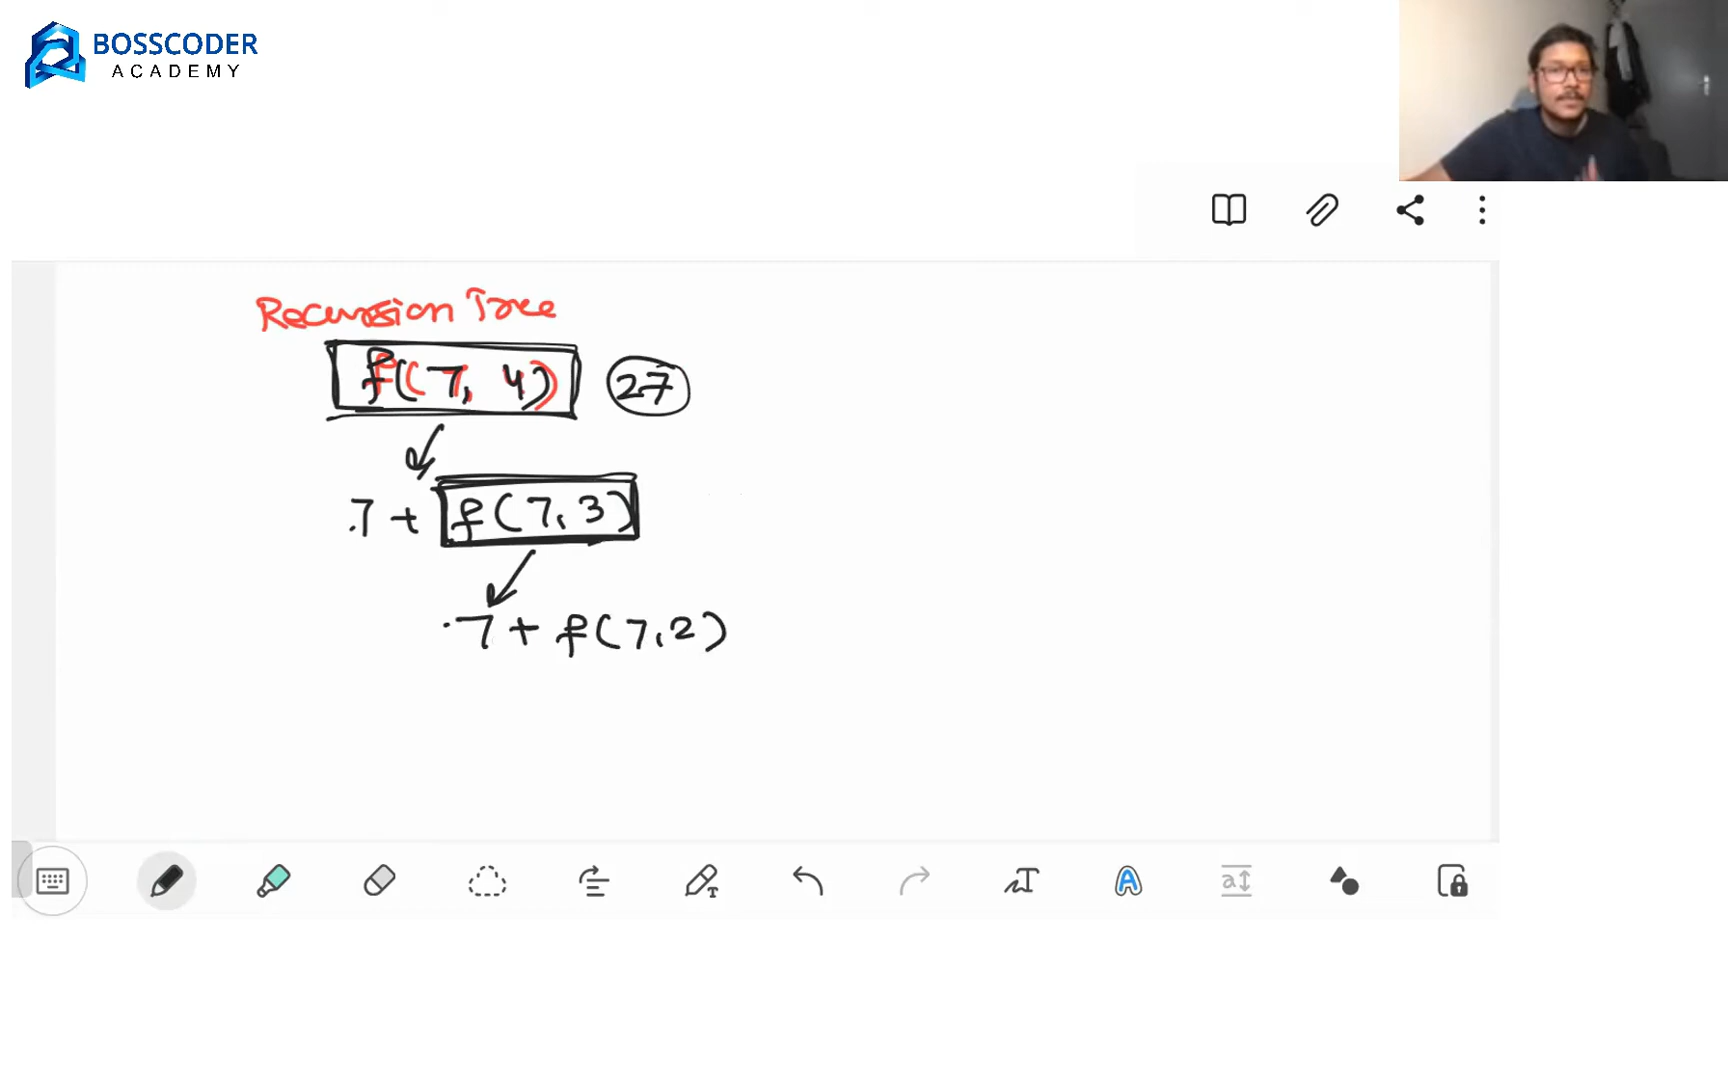 BOSSCODER
ACADEMY
Recursion Tree
f(7, 4) 27
7 + f(7,3)
7 + f(7,2)
T
T
A
a